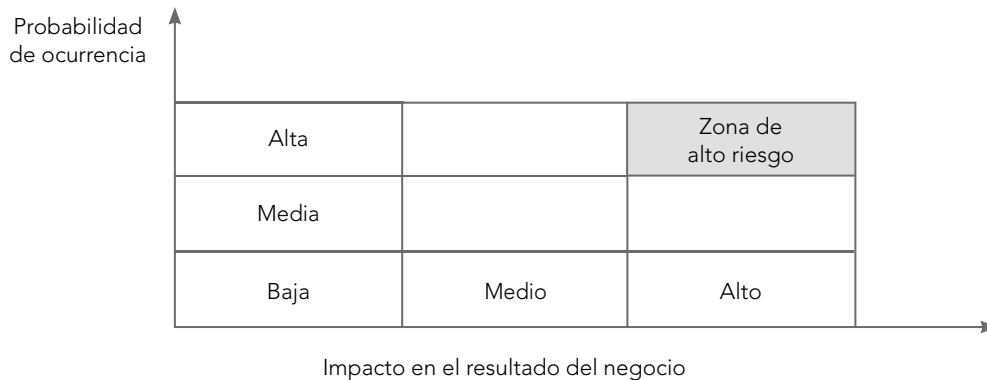 Probabilidad
de ocurrencia
Alta
Zona de
alto riesgo
Media
Baja
Medio
Alto
Impacto en el resultado del negocio